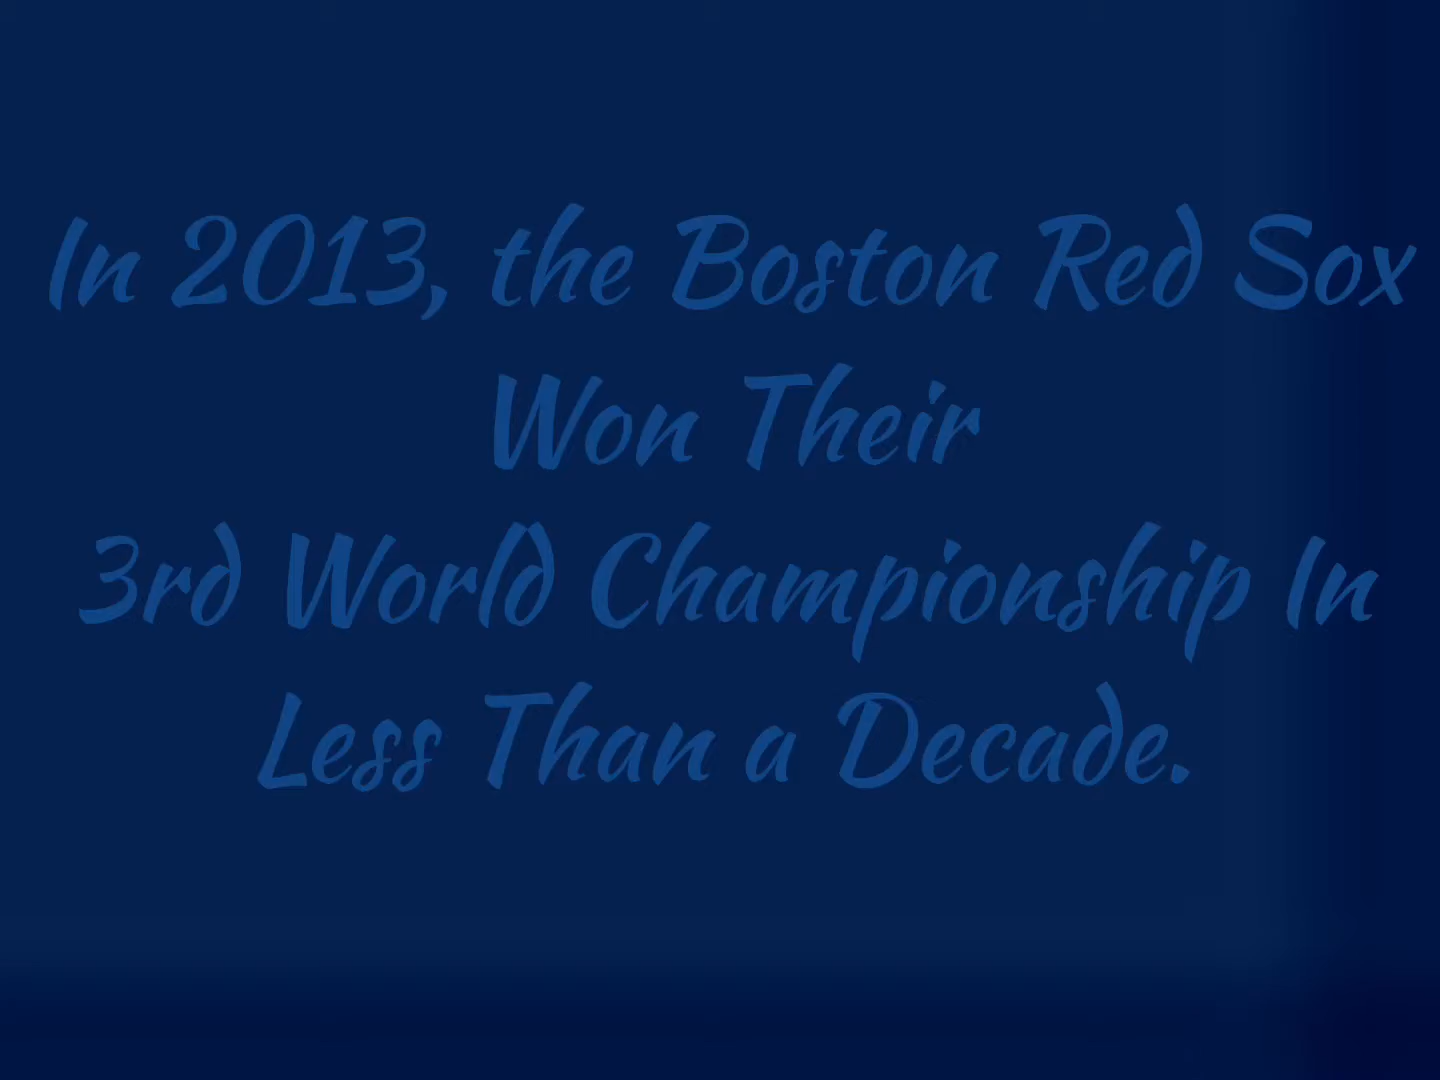 In 2013, the Boston Red Sox
Won Their
3rd World Championship In
Less Than a Decade.